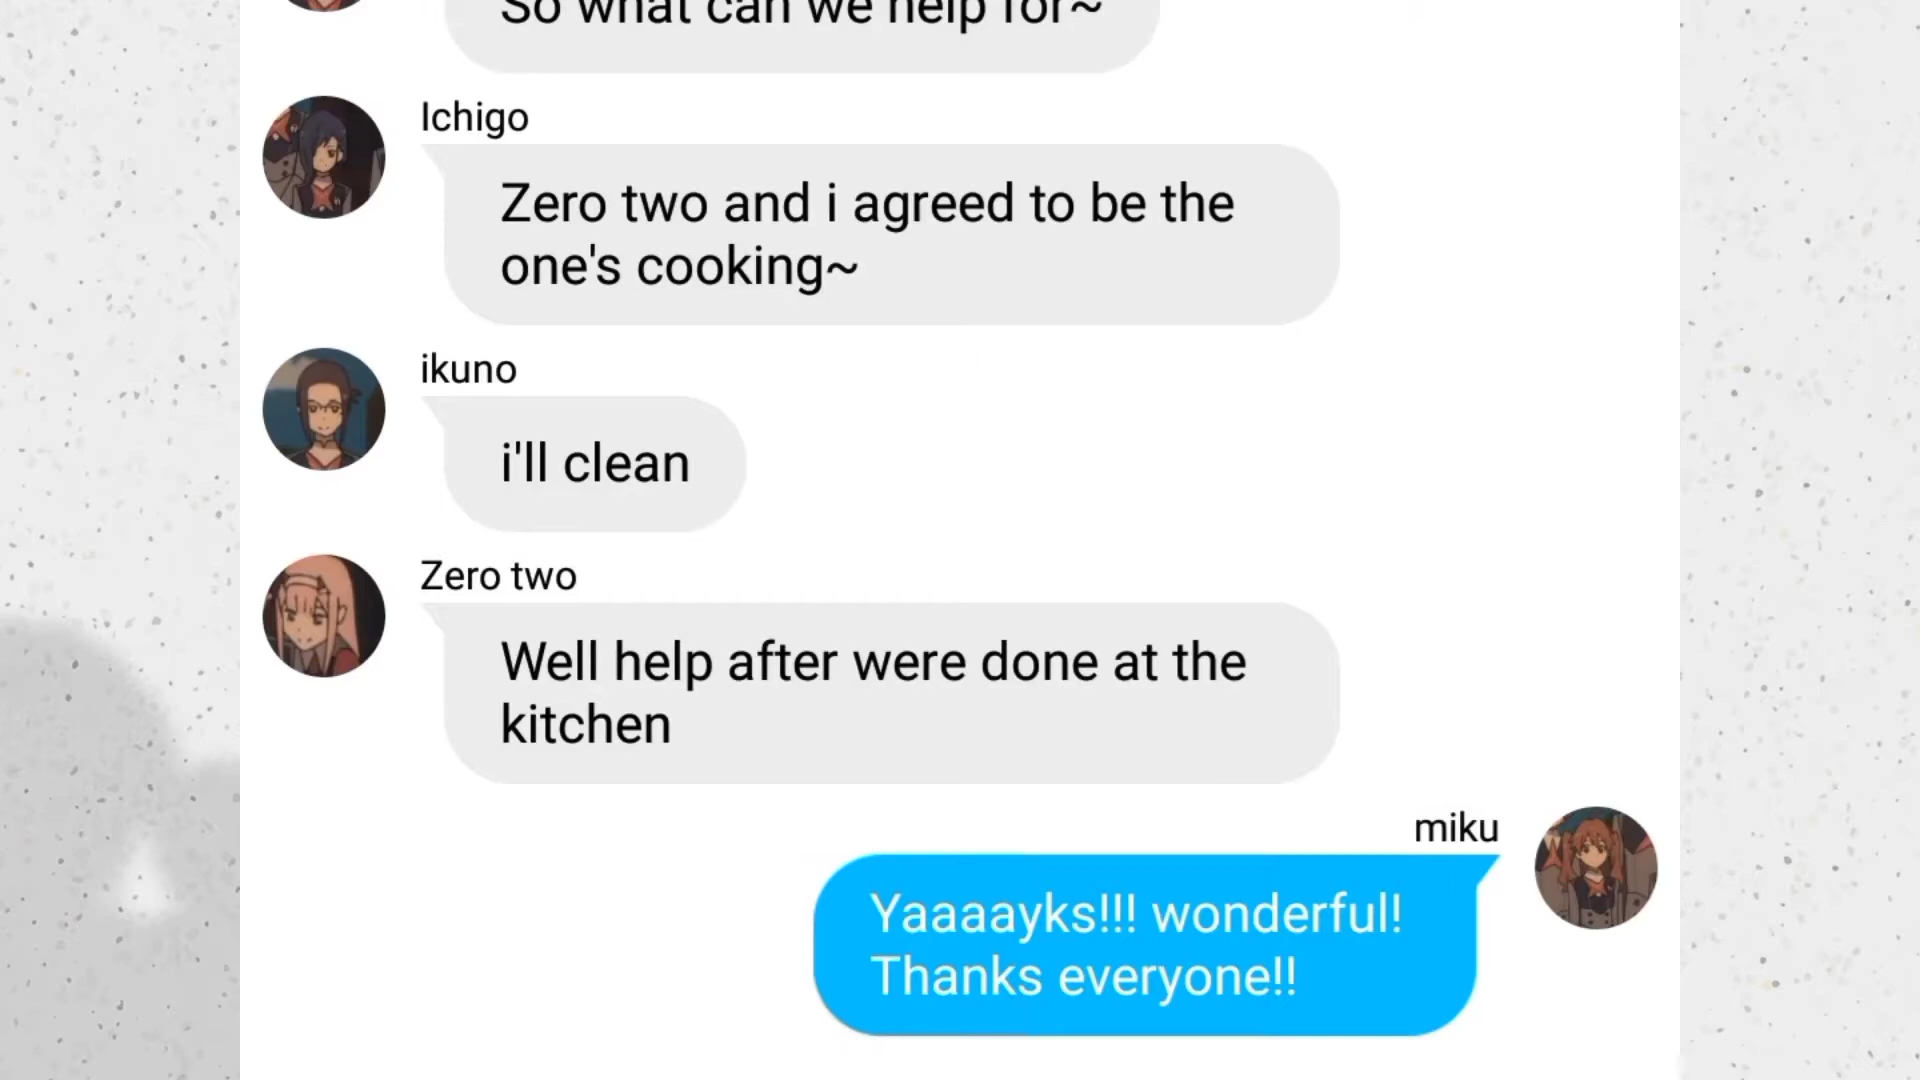 So what can we help for~
Ichigo
Zero two and i agreed to be the
one's cooking~
ikuno
i'll clean
Zero two
Well help after were done at the
kitchen
miku
Yaaaayks!!! wonderful!
Thanks everyone!!